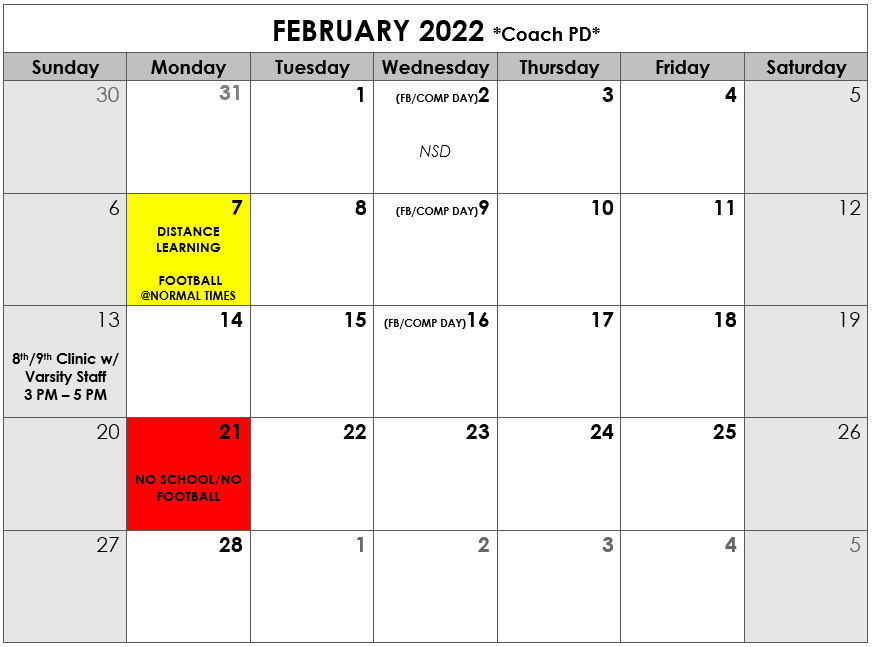 FEBRUARY 2022 *Coach PD*
Sunday Monday Tuesday Wednesday Thursday Friday Saturday
30 31 1 (FB/COMP DAY)2 3 4 5
NSD
6 7 8 (FB/COMP DAY)9 10 11 12
DISTANCE
LEARNING
FOOTBALL
@NORMAL TIMES
13 14 15 (FB/COMP DAY)16 17 18 19
8th/9th Clinic w/
Varsity Staff
3 PM – 5 PM
20 21 22 23 24 25 26
NO SCHOOL/NO
FOOTBALL
27 28 1 2 3 4 5